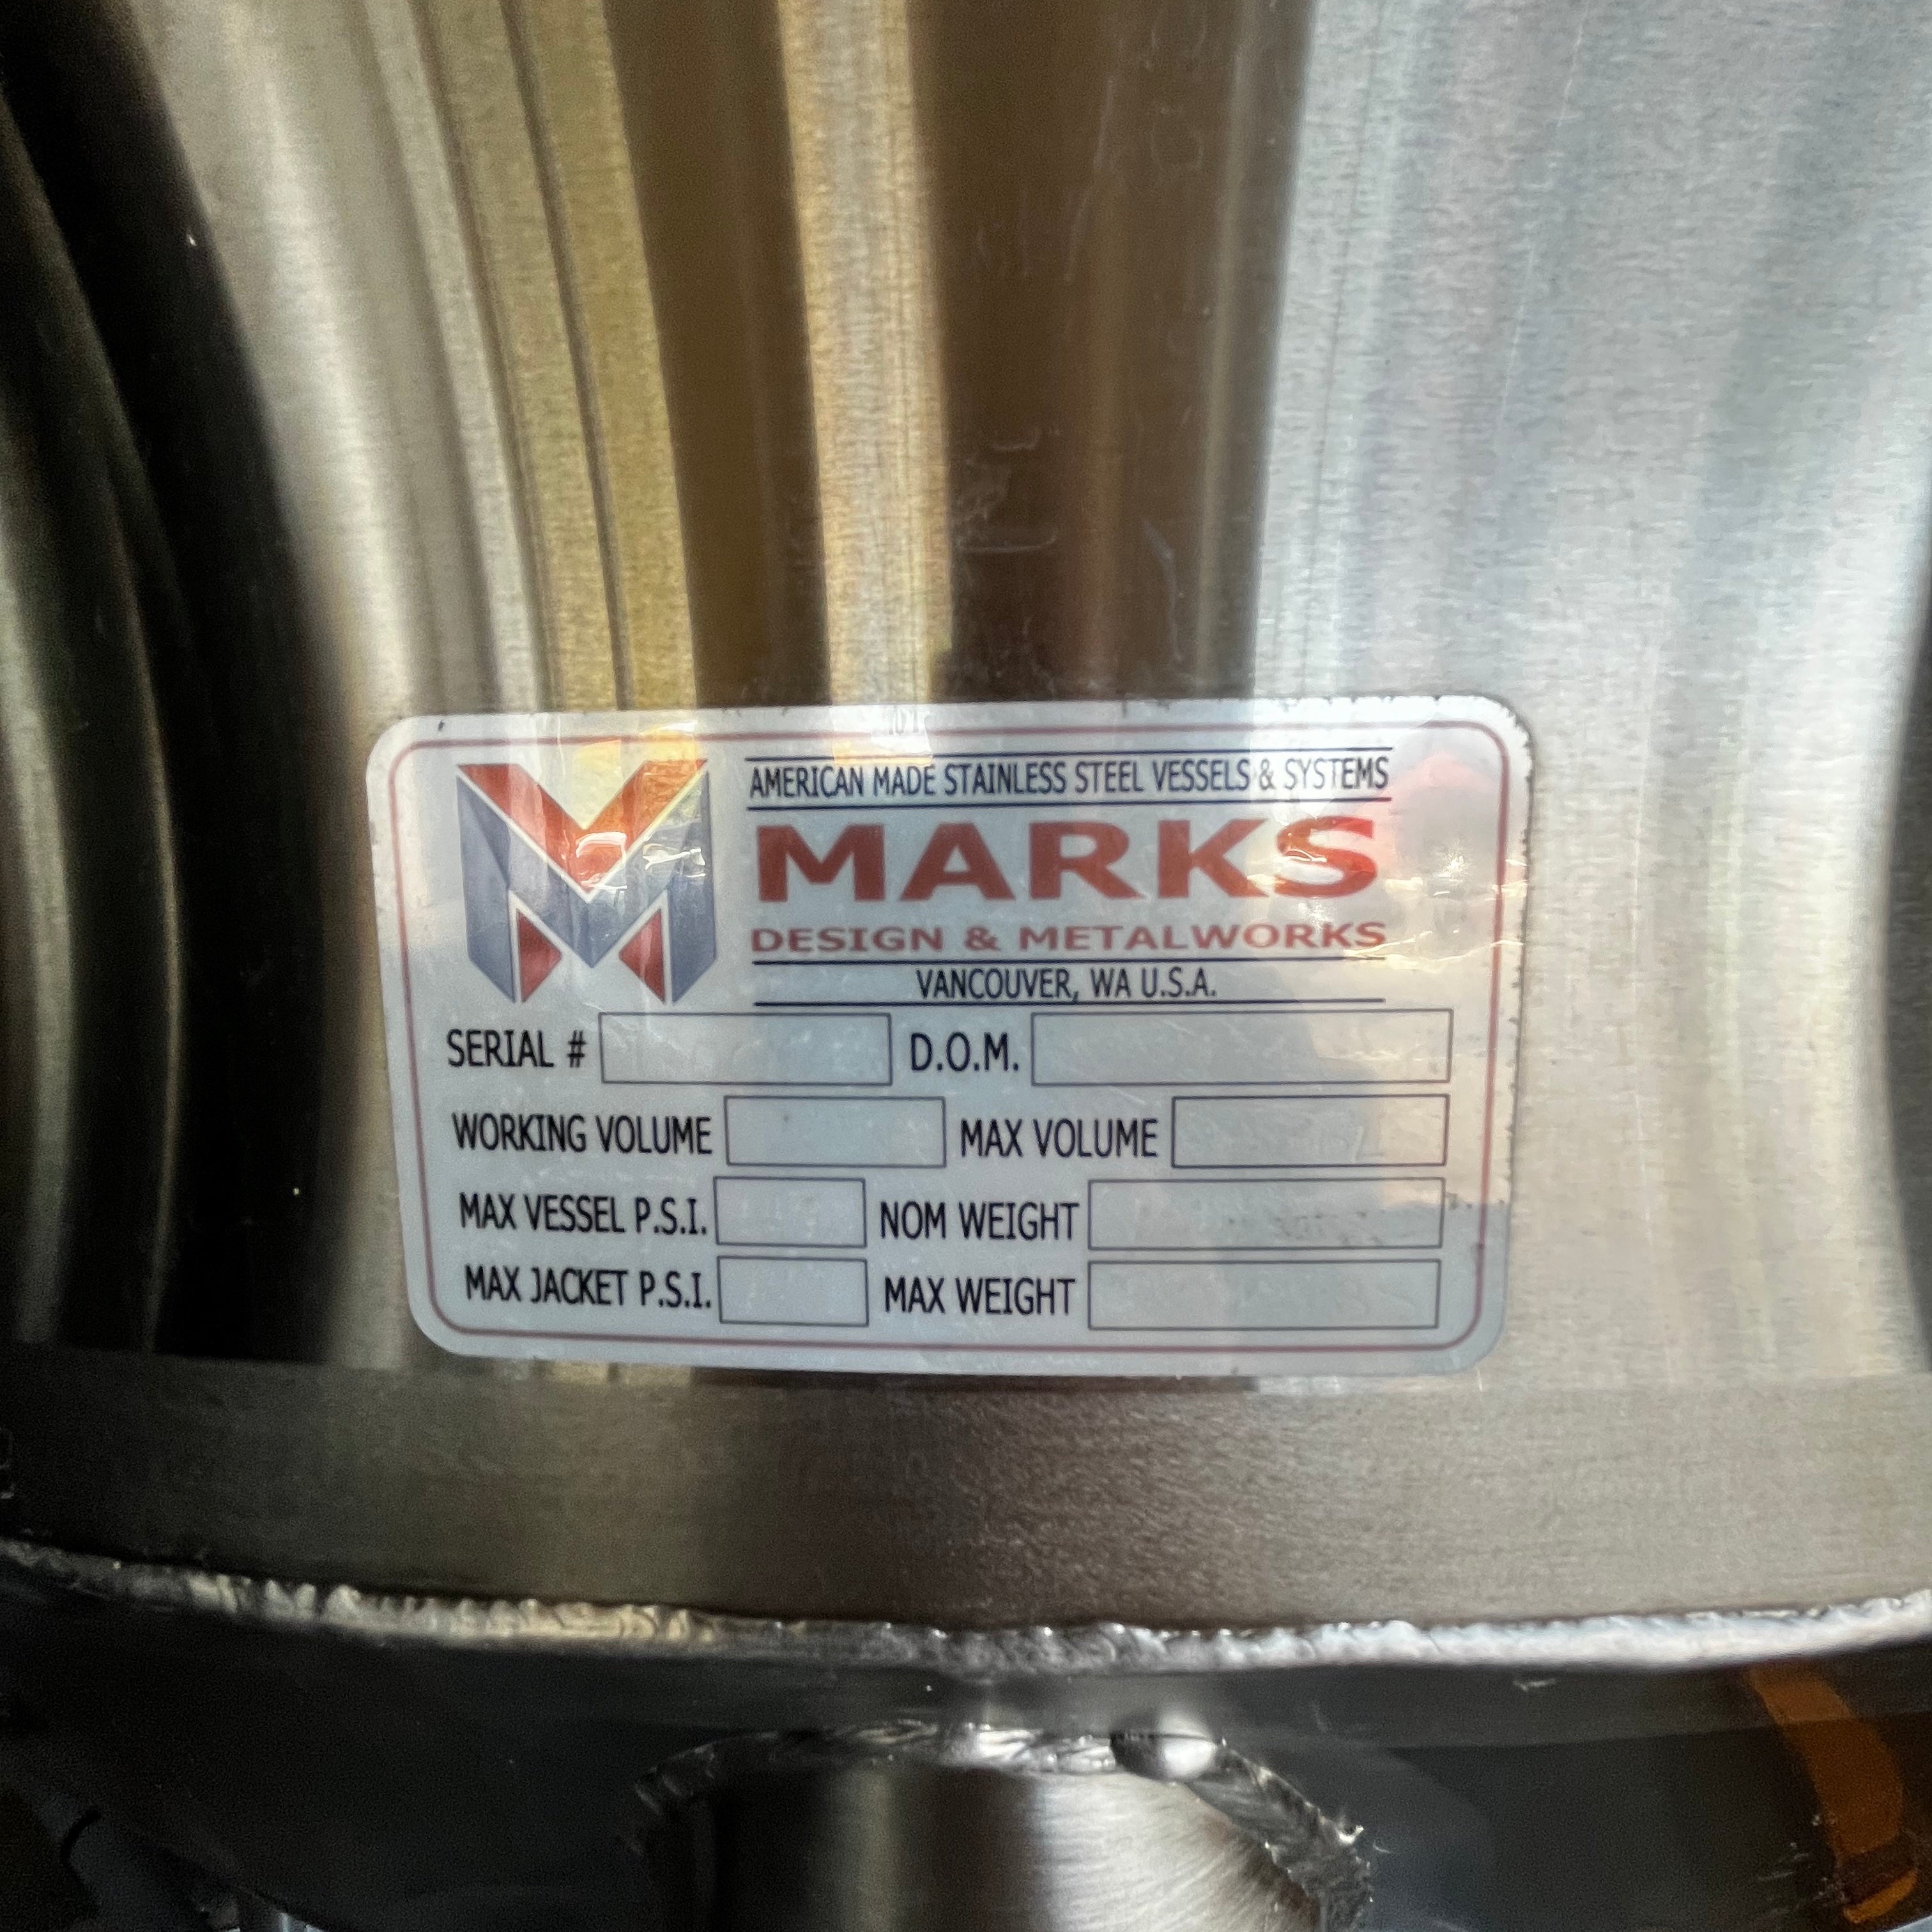 AMERICAN MADE STAINLESS STEEL VESSELS & SYSTEMS
MARKS
DESIGN & METALWORKS
VANCOUVER, WA U.S.A.
SERIAL # D.O.M.
WORKING VOLUME MAX VOLUME
MAX VESSEL P.S.I. NOM WEIGHT
MAX JACKET P.S.I. MAX WEIGHT